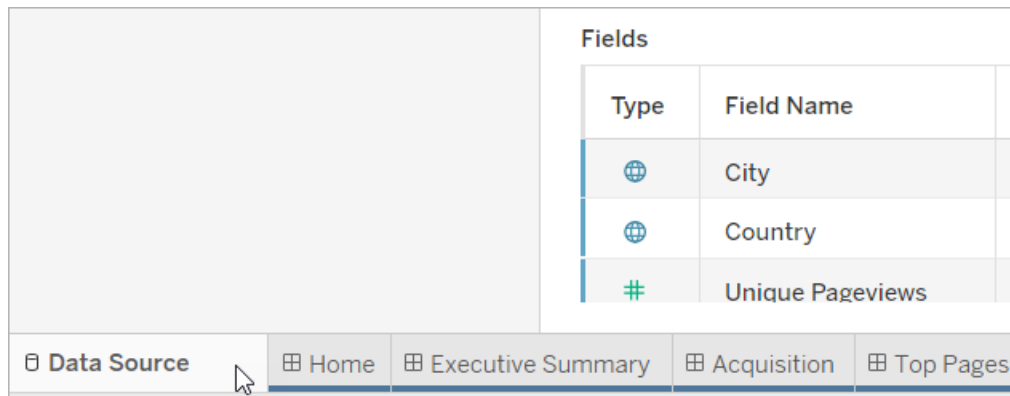 Fields
Type Field Name
City
Country
# Unique Pageviews
Data Source Home Executive Summary Acquisition Top Pages